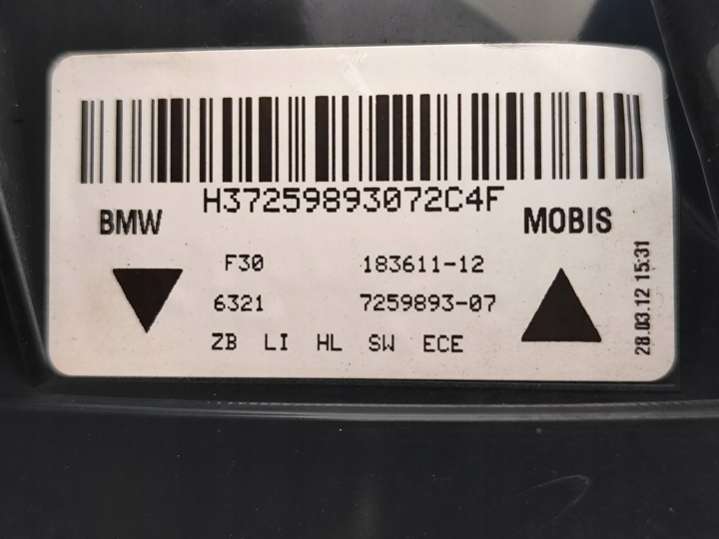 H37259893072C4F
BMW
MOBIS
F30 183611-12
6321 7259893-07
ZB LI HL SW ECE
28.03.12 15:31